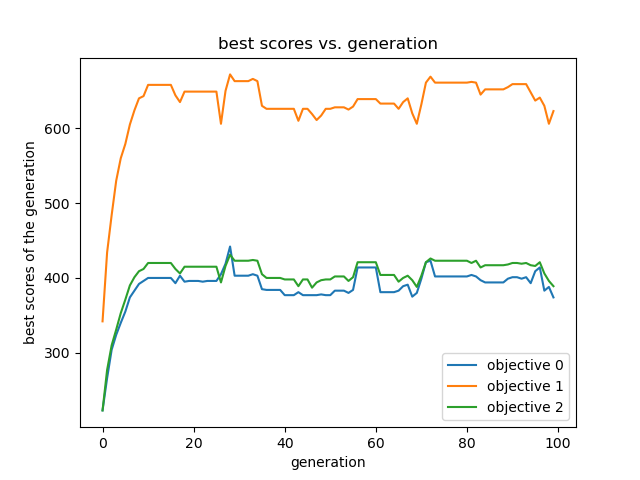 best scores vs. generation
best scores of the generation
600
500
400
300
0
20
40
60
80
100
generation
objective 0
objective 1
objective 2